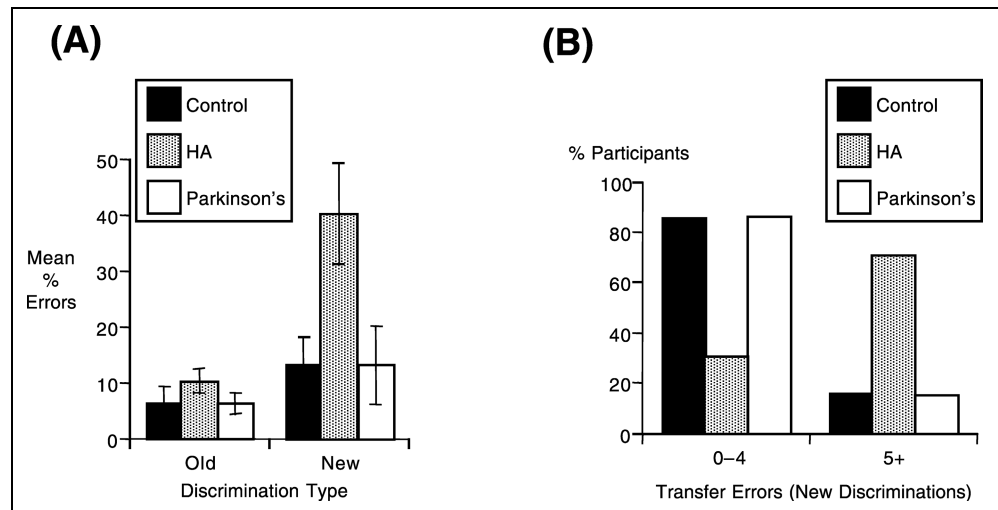 (A)
Control
HA
Parkinson's
50
40
30
20
10
0
Mean
%
Errors
Old
New
Discrimination Type
(B)
Control
HA
Parkinson's
% Participants
100
80
60
40
20
0
0–4
5+
Transfer Errors (New Discriminations)